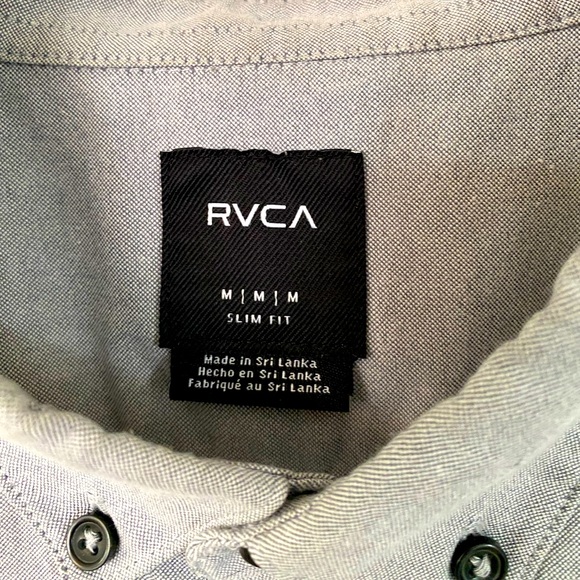 RVCA
M | M | M
SLIM FIT
Made in Sri Lanka
Hecho en Sri Lanka
Fabriqué au Sri Lanka